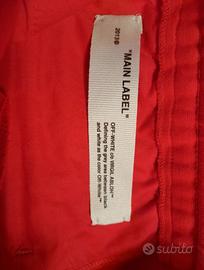 2013©
"MAIN LABEL"
OFF-WHITE c/o VIRGIL ABLOH™
Defining the grey area between black
and white as the color Off-White™
subito